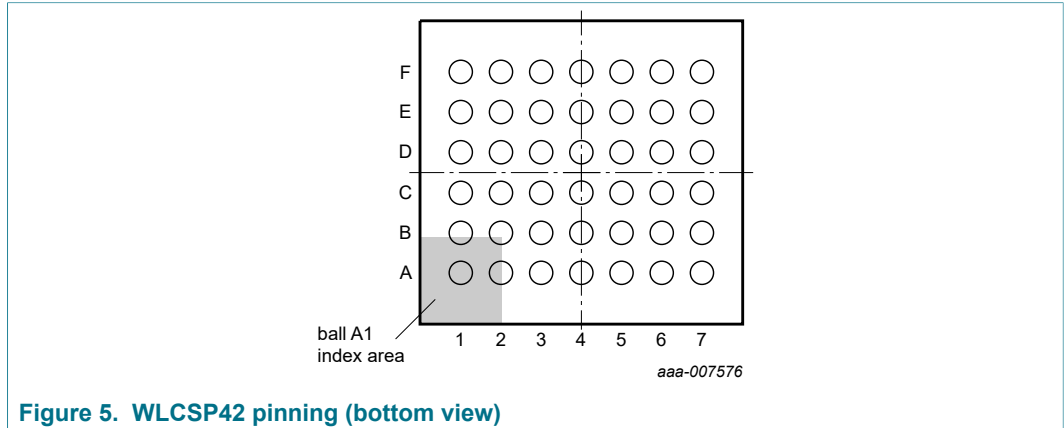 F
E
D
C
B
A
ball A1
index area
1 2 3 4 5 6 7
aaa-007576
Figure 5. WLCSP42 pinning (bottom view)